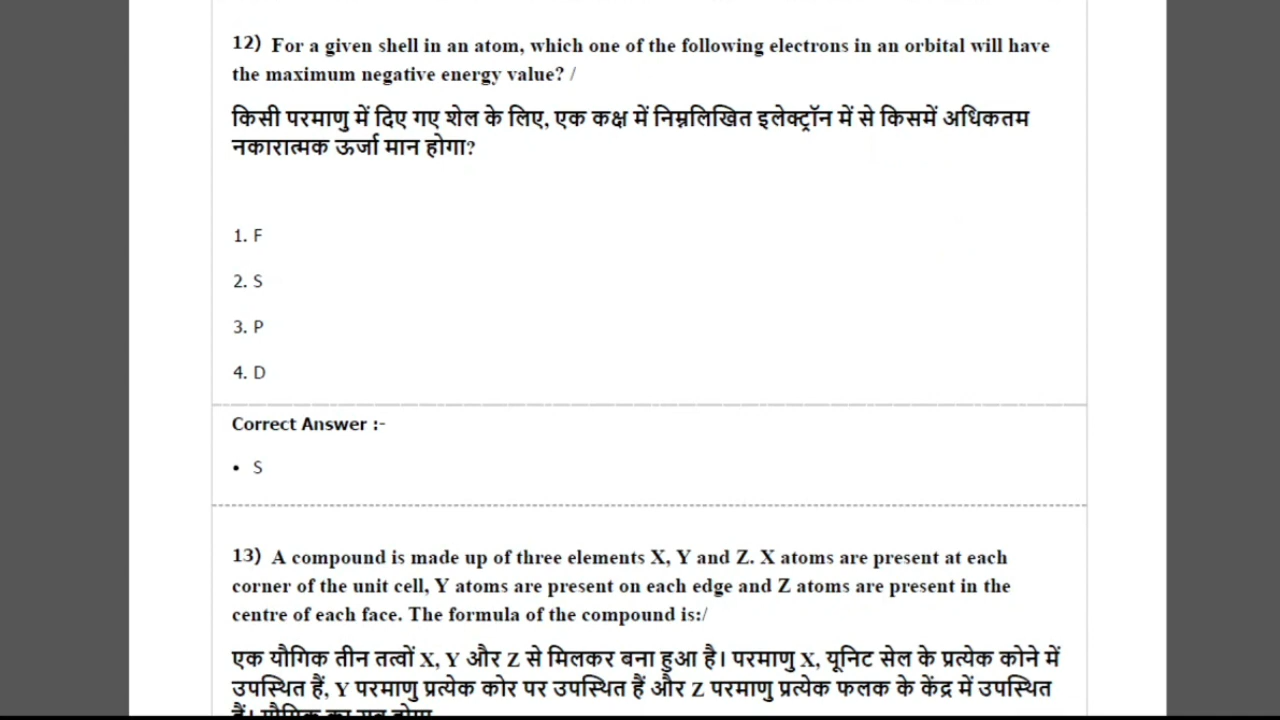 12) For a given shell in an atom, which one of the following electrons in an orbital will have
the maximum negative energy value? /
किसी परमाणु में दिए गए शेल के लिए, एक कक्ष में निम्नलिखित इलेक्ट्रॉन में से किसमें अधिकतम
नकारात्मक ऊर्जा मान होगा?
1. F
2. S
3. P
4. D
Correct Answer :-
• S
13) A compound is made up of three elements X, Y and Z. X atoms are present at each
corner of the unit cell, Y atoms are present on each edge and Z atoms are present in the
centre of each face. The formula of the compound is:/
एक यौगिक तीन तत्वों X, Y और Z से मिलकर बना हुआ है। परमाणु X, यूनिट सेल के प्रत्येक कोने में
उपस्थित हैं, Y परमाणु प्रत्येक कोर पर उपस्थित हैं और Z परमाणु प्रत्येक फलक के केंद्र में उपस्थित
हैं। यौगिक का सूत्र होगा